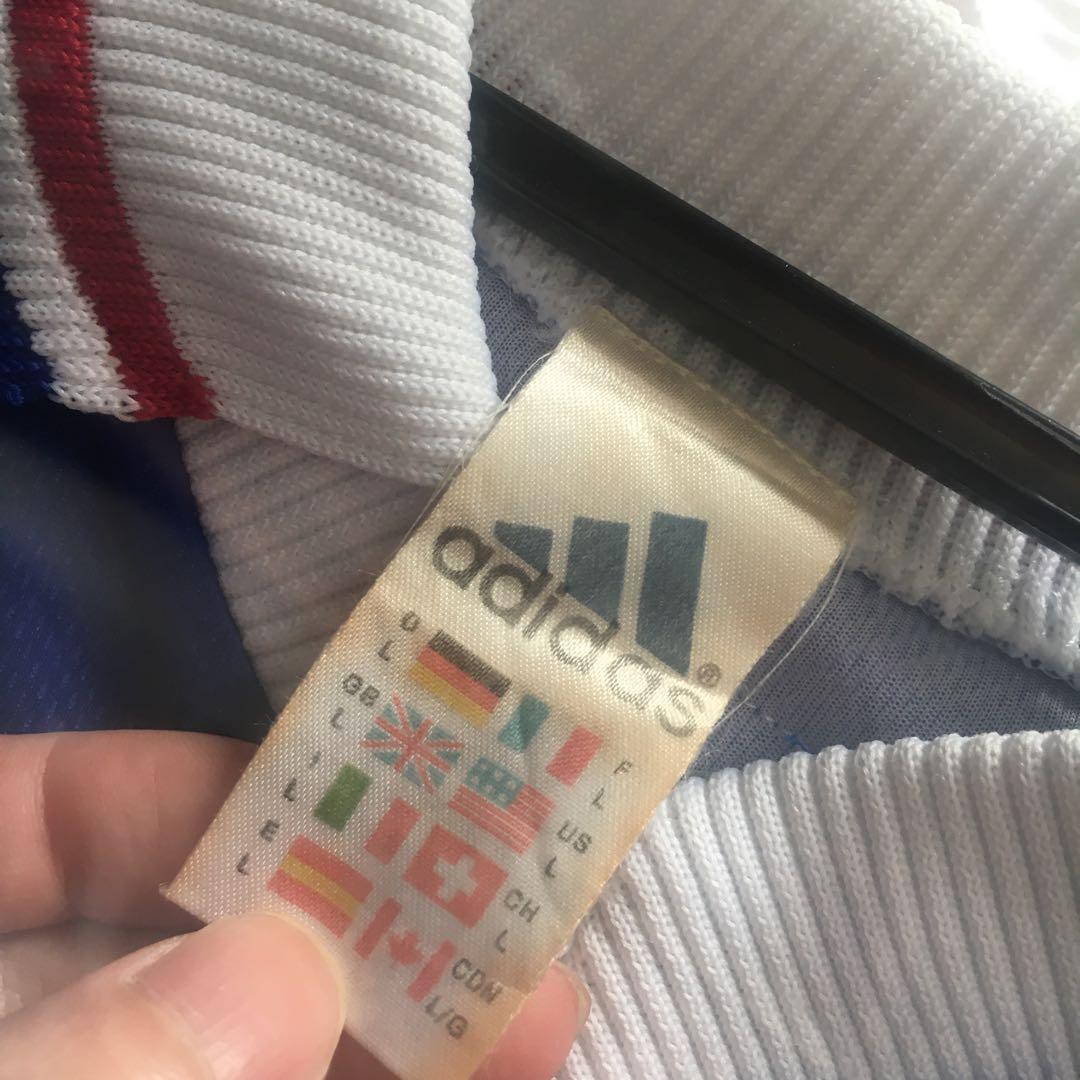 adidas®
D F
L L
GB US
L L
I CH
L L
E CDN
L L/G